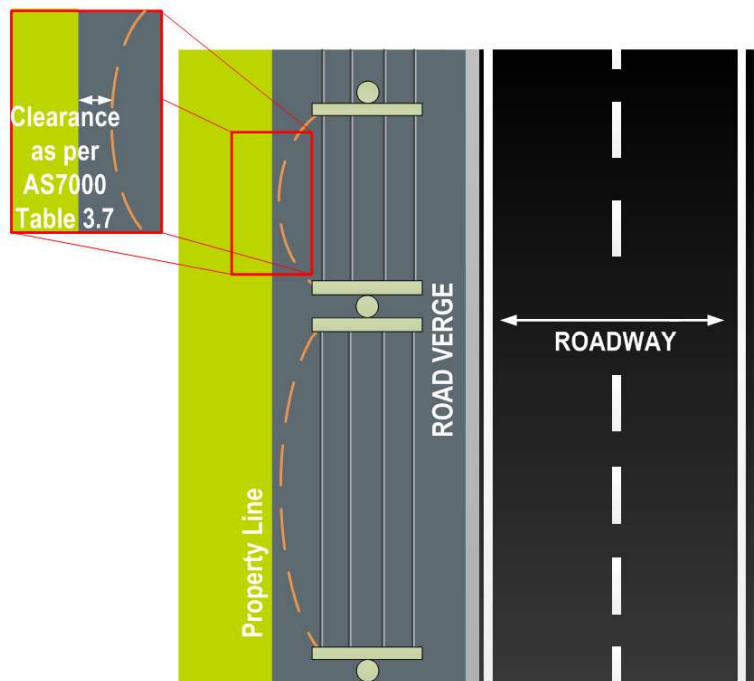 Clearance
as per
AS7000
Table 3.7
Property Line
ROAD VERGE
ROADWAY